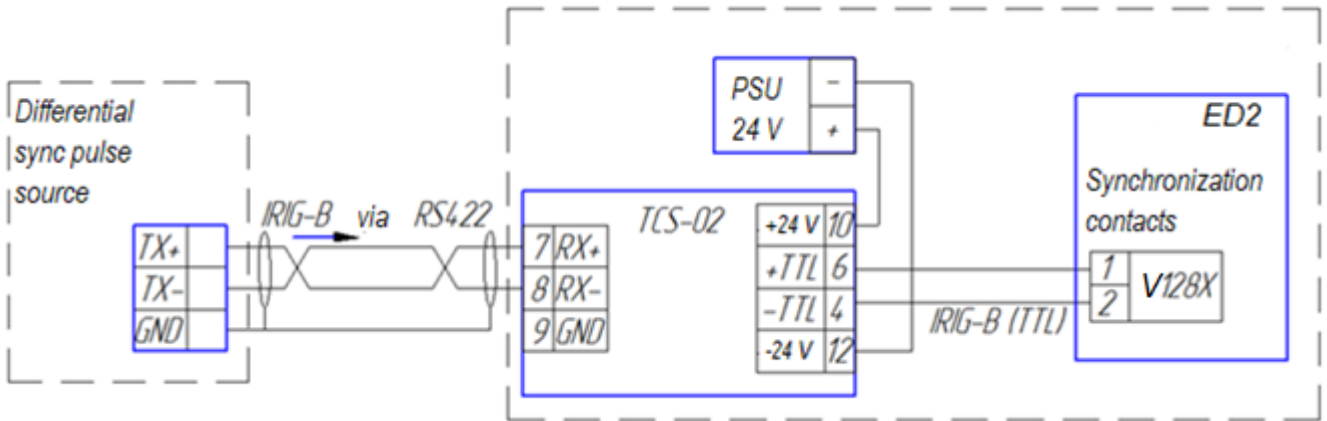 Differential
sync pulse
source
TX+
TX-
GND
IRIG-B via RS422
PSU
24 V
-
+
TCS-02
7 RX+
8 RX-
9 GND
+24 V 10
+TTL 6
-TTL 4
-24 V 12
IRIG-B (TTL)
ED2
Synchronization
contacts
1
2
V128X